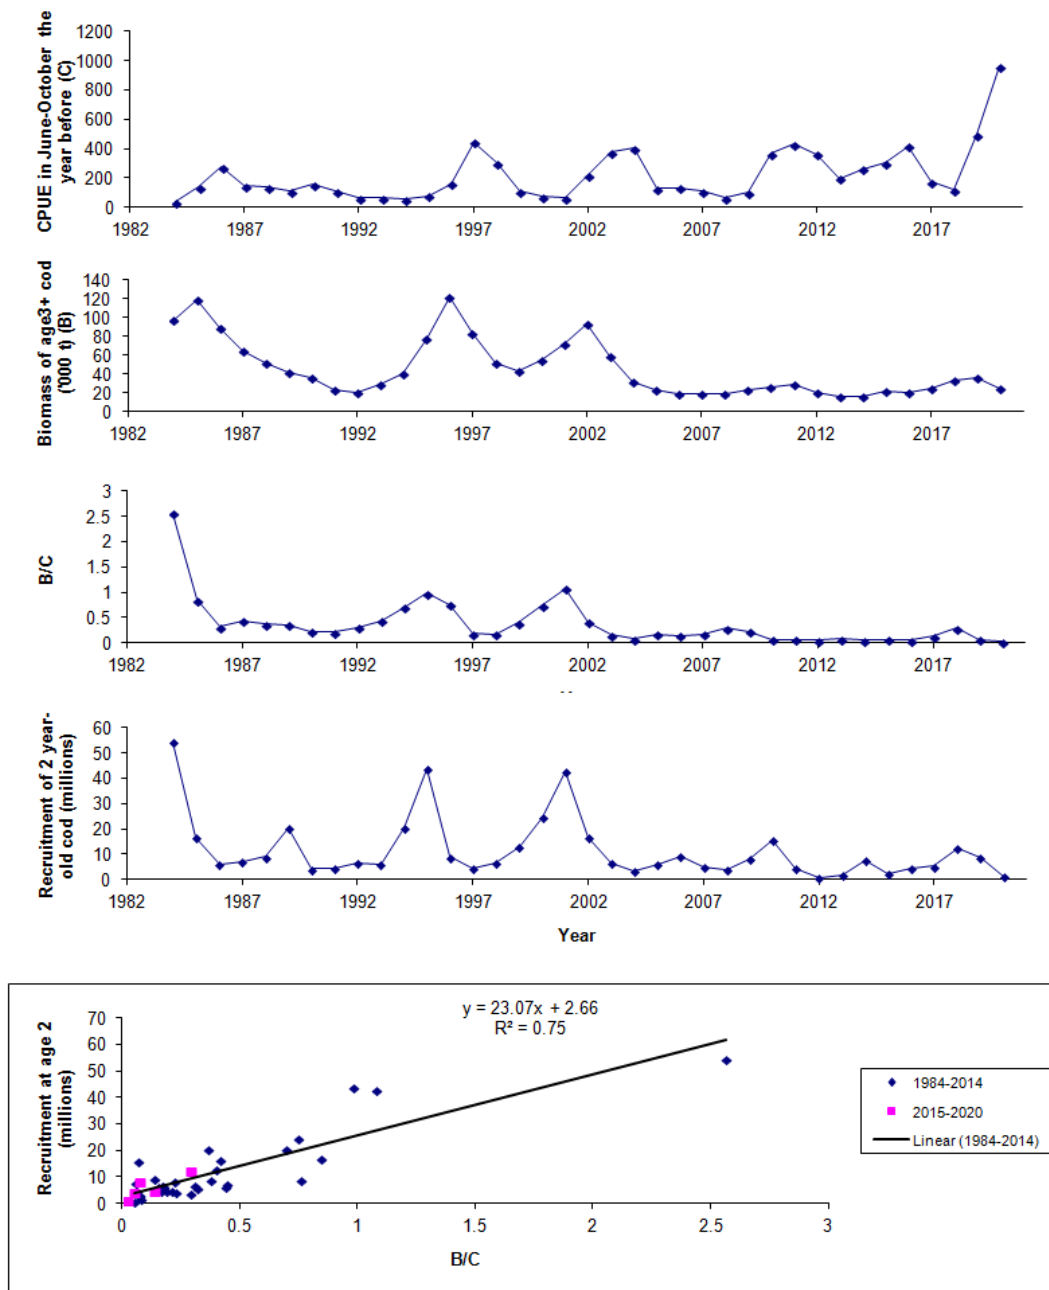 CPUE in June-October the
year before (C)
1200
1000
800
600
400
200
0
1982 1987 1992 1997 2002 2007 2012 2017
Biomass of age3+ cod
('000 t) (B)
140
120
100
80
60
40
20
0
1982 1987 1992 1997 2002 2007 2012 2017
B/C
3
2.5
2
1.5
1
0.5
0
1982 1987 1992 1997 2002 2007 2012 2017
Recruitment of 2 year-
old cod (millions)
60
50
40
30
20
10
0
1982 1987 1992 1997 2002 2007 2012 2017
Year
y = 23.07x + 2.66
R² = 0.75
Recruitment at age 2
(millions)
70
60
50
40
30
20
10
0
0 0.5 1 1.5 2 2.5 3
B/C
1984-2014
2015-2020
Linear (1984-2014)